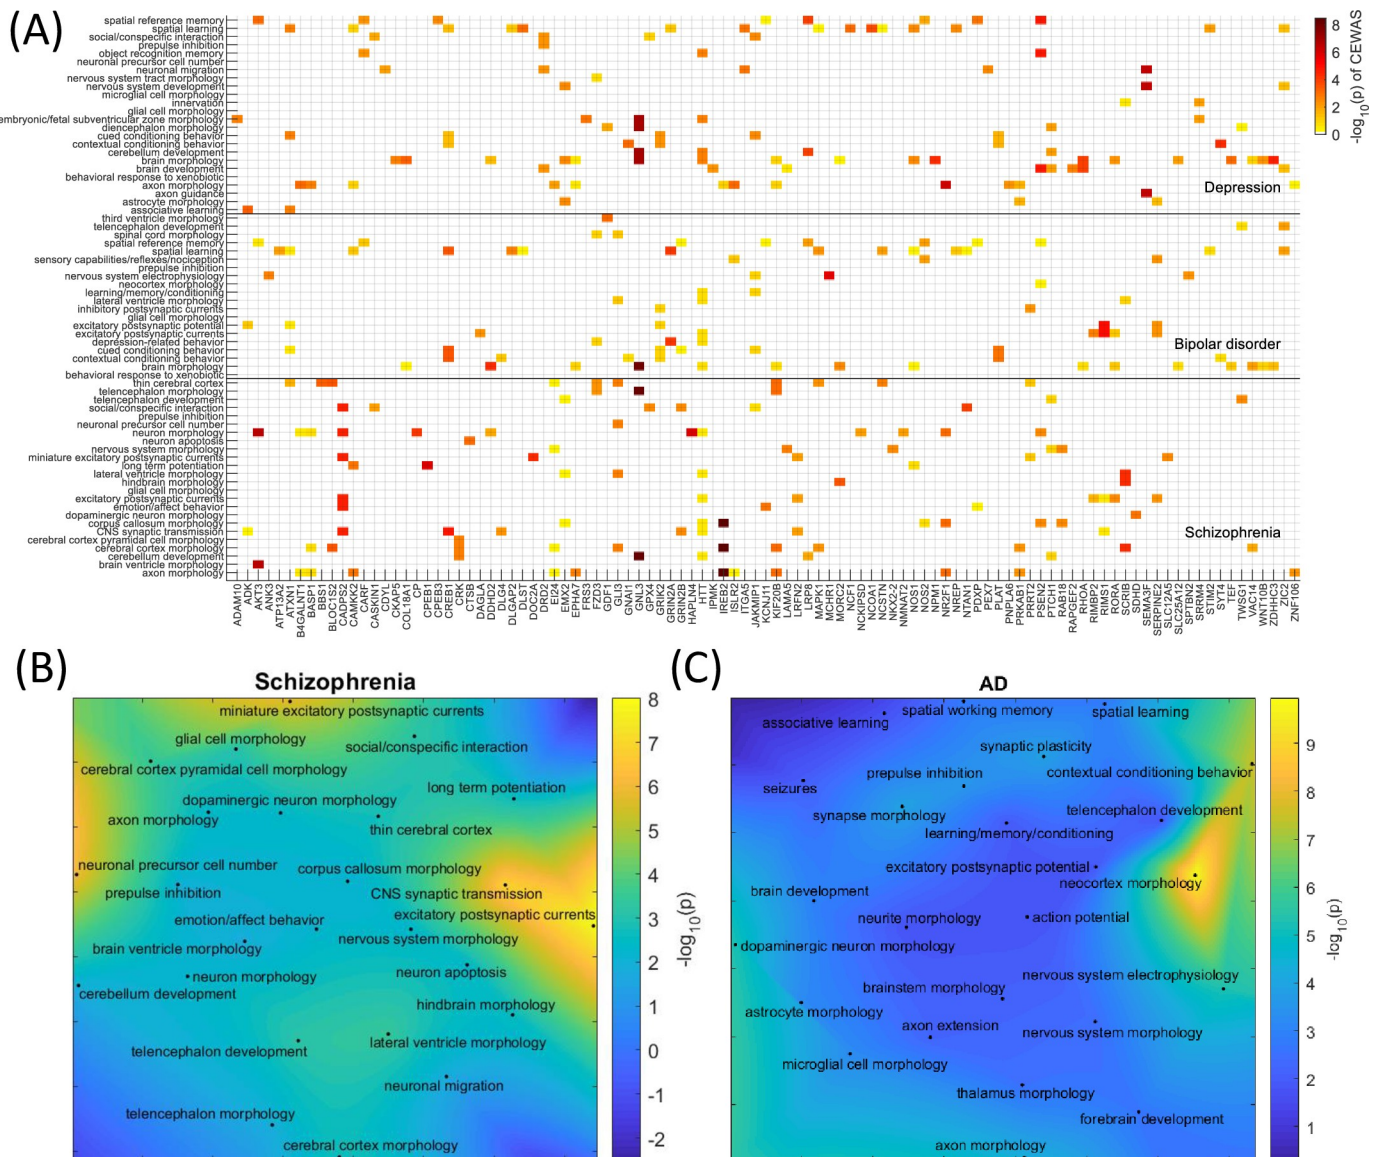 (A)
spatial reference memory
spatial learning
social/conspecific interaction
prepulse inhibition
object recognition memory
neuronal precursor cell number
neuronal migration
nervous system tract morphology
nervous system development
microglial cell morphology
innervation
glial cell morphology
embryonic/fetal subventricular zone morphology
diencephalon morphology
cued conditioning behavior
contextual conditioning behavior
cerebellum development
brain morphology
brain development
behavioral response to xenobiotic
axon morphology
axon guidance
astrocyte morphology
associative learning
Depression
third ventricle morphology
telencephalon development
spinal cord morphology
spatial reference memory
spatial learning
sensory capabilities/reflexes/nociception
prepulse inhibition
nervous system electrophysiology
neocortex morphology
learning/memory/conditioning
lateral ventricle morphology
inhibitory postsynaptic currents
glial cell morphology
excitatory postsynaptic potential
excitatory postsynaptic currents
depression-related behavior
cued conditioning behavior
contextual conditioning behavior
brain morphology
behavioral response to xenobiotic
Bipolar disorder
thin cerebral cortex
telencephalon morphology
telencephalon development
social/conspecific interaction
prepulse inhibition
neuronal precursor cell number
neuron morphology
neuron apoptosis
nervous system morphology
miniature excitatory postsynaptic currents
long term potentiation
lateral ventricle morphology
hindbrain morphology
glial cell morphology
excitatory postsynaptic currents
emotion/affect behavior
dopaminergic neuron morphology
corpus callosum morphology
CNS synaptic transmission
cerebral cortex pyramidal cell morphology
cerebral cortex morphology
cerebellum development
brain ventricle morphology
axon morphology
Schizophrenia
ADAM10
ADK
AKT3
ANK3
ATP13A2
ATXN1
B4GALNT1
BASP1
BBS1
BLOC1S2
CADPS2
CAMKK2
CARF
CASKIN1
CDYL
CKAP5
COL18A1
CP
CPEB1
CREB3
CREBBP
CRK
CTSB
DAGLA
DDHD2
DLG4
DLGAP2
DLST
DOC2A
DRD2
EI24
EMX2
EPHA7
FRS3
FZD3
GDF1
GLI3
GNAI1
GNL3
GPX4
GRIK2
GRIN2A
GRIN2B
HAPLN4
HTT
IPMK
IREB2
ISLR2
ITGA5
JAKMIP1
KCNJ11
KIF20B
LAMA5
LRFN2
LRP8
MAPK1
MCHR1
MORC2
NCF1
NCKIPSD
NCOA1
NCSTN
NKX2-2
NMNAT2
NOS1
NOS2
NPM1
NR2F1
NRBF2
NTAN1
PDXP
PEX7
PLAT
PNPLA6
PRKAB1
PRRT2
PSEN2
PTCH1
RAB18
RAPGEF2
RHOA
RIMBP2
RIMS1
RORA
SCRIB
SDHD
SEMA3F
SERPINE2
SLC12A5
SLC25A12
SPTBN2
SRRM4
STIM2
SYT1
TEF
TWSG1
VAC14
WNT10B
ZDHHC3
ZIC2
ZNF106
8
6
4
2
0
-log10(p) of CEWAS
(B)
Schizophrenia
miniature excitatory postsynaptic currents
glial cell morphology
social/conspecific interaction
cerebral cortex pyramidal cell morphology
long term potentiation
dopaminergic neuron morphology
axon morphology
thin cerebral cortex
neuronal precursor cell number
corpus callosum morphology
prepulse inhibition
CNS synaptic transmission
excitatory postsynaptic currents
emotion/affect behavior
nervous system morphology
brain ventricle morphology
neuron morphology
neuron apoptosis
cerebellum development
hindbrain morphology
telencephalon development
lateral ventricle morphology
neuronal migration
telencephalon morphology
cerebral cortex morphology
8
7
6
5
4
3
2
1
0
-1
-2
-log10(p)
(C)
AD
associative learning
spatial working memory
spatial learning
synaptic plasticity
prepulse inhibition
contextual conditioning behavior
seizures
synapse morphology
telencephalon development
learning/memory/conditioning
excitatory postsynaptic potential
neocortex morphology
brain development
neurite morphology
action potential
dopaminergic neuron morphology
nervous system electrophysiology
brainstem morphology
astrocyte morphology
axon extension
nervous system morphology
microglial cell morphology
thalamus morphology
forebrain development
axon morphology
9
8
7
6
5
4
3
2
1
-log10(p)